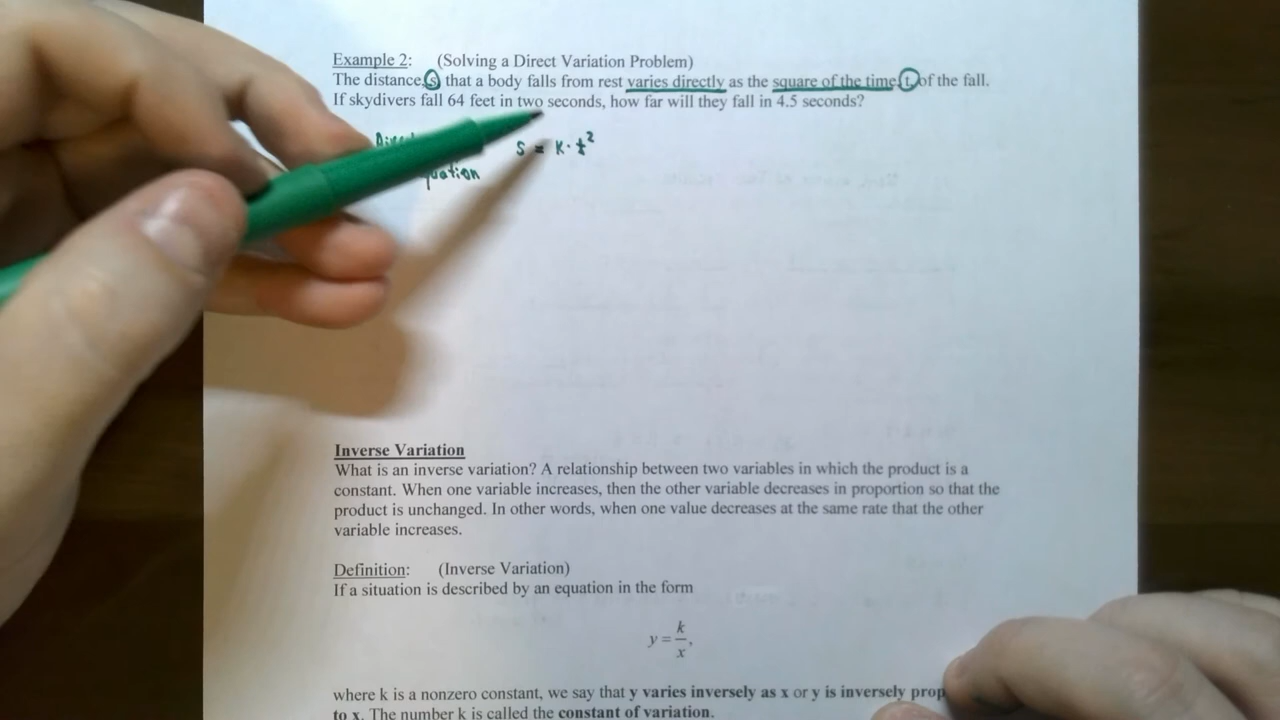 Example 2: (Solving a Direct Variation Problem)
The distance, s, that a body falls from rest varies directly as the square of the time, t, of the fall.
If skydivers fall 64 feet in two seconds, how far will they fall in 4.5 seconds?
s = k · t²
Inverse Variation
What is an inverse variation? A relationship between two variables in which the product is a
constant. When one variable increases, then the other variable decreases in proportion so that the
product is unchanged. In other words, when one value decreases at the same rate that the other
variable increases.
Definition: (Inverse Variation)
If a situation is described by an equation in the form
y = k/x,
where k is a nonzero constant, we say that y varies inversely as x or y is inversely prop
to x. The number k is called the constant of variation.